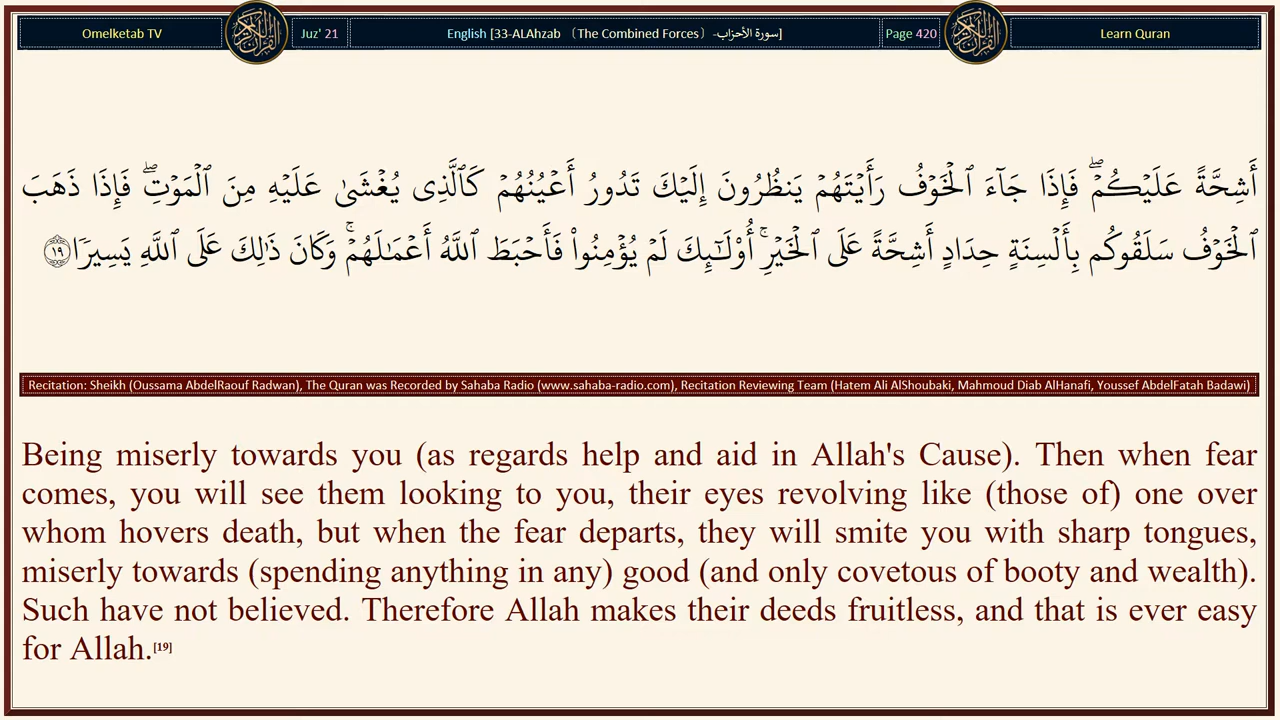 Omelketab TV
Juz' 21
English [33-ALAhzab （The Combined Forces）-سورة الأحزاب]
Page 420
Learn Quran
أَشِحَّةً عَلَيۡكُمۡۖ فَإِذَا جَآءَ ٱلۡخَوۡفُ رَأَيۡتَهُمۡ يَنظُرُونَ إِلَيۡكَ تَدُورُ أَعۡيُنُهُمۡ كَٱلَّذِي يُغۡشَىٰ عَلَيۡهِ مِنَ ٱلۡمَوۡتِۖ فَإِذَا ذَهَبَ
ٱلۡخَوۡفُ سَلَقُوكُم بِأَلۡسِنَةٍ حِدَادٍ أَشِحَّةً عَلَى ٱلۡخَيۡرِۚ أُوْلَـٰٓئِكَ لَمۡ يُؤۡمِنُواْ فَأَحۡبَطَ ٱللَّهُ أَعۡمَـٰلَهُمۡۚ وَكَانَ ذَٰلِكَ عَلَى ٱللَّهِ يَسِيرٗا ١٩
Recitation: Sheikh (Oussama AbdelRaouf Radwan), The Quran was Recorded by Sahaba Radio (www.sahaba-radio.com), Recitation Reviewing Team (Hatem Ali AlShoubaki, Mahmoud Diab AlHanafi, Youssef AbdelFatah Badawi)
Being miserly towards you (as regards help and aid in Allah's Cause). Then when fear
comes, you will see them looking to you, their eyes revolving like (those of) one over
whom hovers death, but when the fear departs, they will smite you with sharp tongues,
miserly towards (spending anything in any) good (and only covetous of booty and wealth).
Such have not believed. Therefore Allah makes their deeds fruitless, and that is ever easy
for Allah.[19]